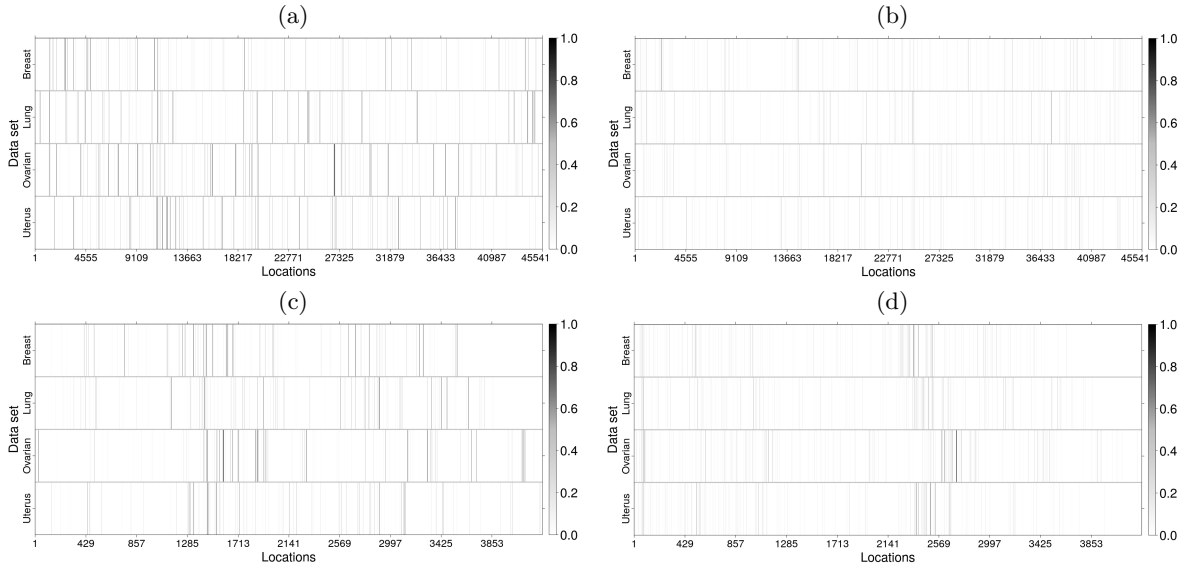 (a)
Data set
Breast
Lung
Ovarian
Uterus
1 4555 9109 13663 18217 22771 27325 31879 36433 40987 45541
Locations
1.0
0.8
0.6
0.4
0.2
0.0
(b)
Data set
Breast
Lung
Ovarian
Uterus
1 4555 9109 13663 18217 22771 27325 31879 36433 40987 45541
Locations
1.0
0.8
0.6
0.4
0.2
0.0
(c)
Data set
Breast
Lung
Ovarian
Uterus
1 429 857 1285 1713 2141 2569 2997 3425 3853
Locations
1.0
0.8
0.6
0.4
0.2
0.0
(d)
Data set
Breast
Lung
Ovarian
Uterus
1 429 857 1285 1713 2141 2569 2997 3425 3853
Locations
1.0
0.8
0.6
0.4
0.2
0.0